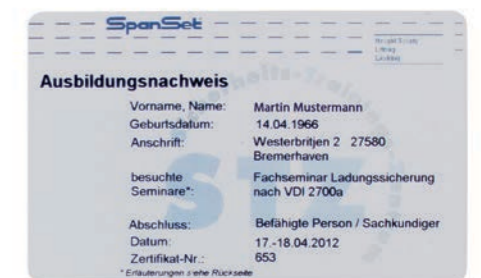 SpanSet
Ausbildungsnachweis
Vorname, Name: Martin Mustermann
Geburtsdatum: 14.04.1966
Anschrift: Westerbritjen 2 27580
Bremerhaven
besuchte Fachseminar Ladungssicherung
Seminare*: nach VDI 2700a
Abschluss: Befähigte Person / Sachkundiger
Datum: 17.-18.04.2012
Zertifikat-Nr.: 653
* Erläuterungen siehe Rückseite
STZ